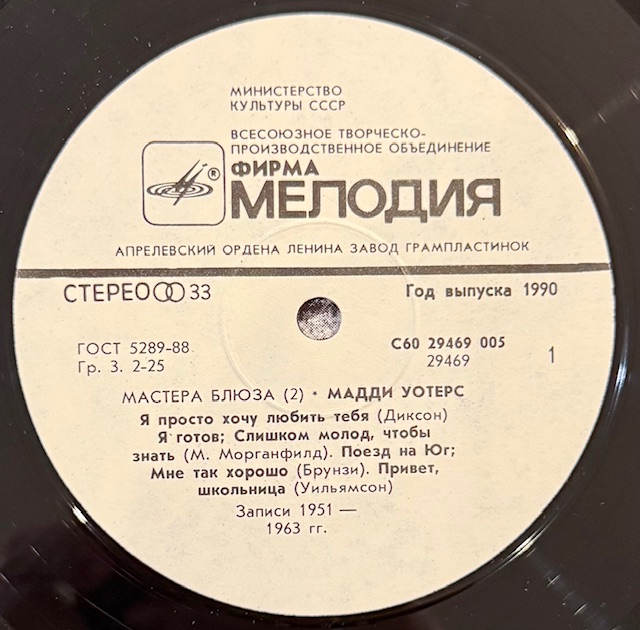 МИНИСТЕРСТВО
КУЛЬТУРЫ СССР
ВСЕСОЮЗНОЕ ТВОРЧЕСКО-
ПРОИЗВОДСТВЕННОЕ ОБЪЕДИНЕНИЕ
ФИРМА
®
МЕЛОДИЯ
АПРЕЛЕВСКИЙ ОРДЕНА ЛЕНИНА ЗАВОД ГРАМПЛАСТИНОК
СТЕРЕО 33
Год выпуска 1990
ГОСТ 5289-88
Гр. 3. 2-25
С60 29469 005
29469
1
МАСТЕРА БЛЮЗА (2) • МАДДИ УОТЕРС
Я просто хочу любить тебя (Диксон)
Я готов; Слишком молод, чтобы
знать (М. Морганфилд). Поезд на Юг;
Мне так хорошо (Брунзи). Привет,
школьница (Уильямсон)
Записи 1951 —
1963 гг.